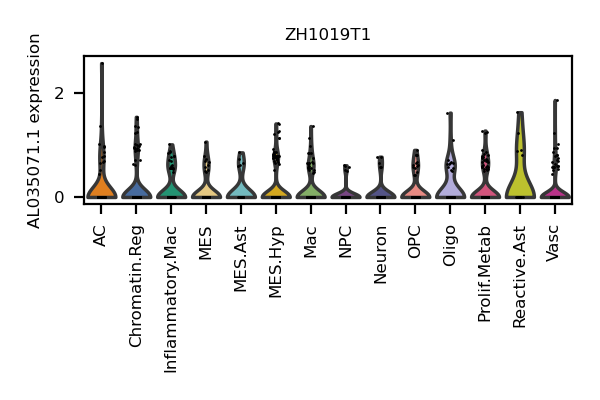 ZH1019T1
AL035071.1 expression
2
0
AC
Chromatin.Reg
Inflammatory.Mac
MES
MES.Ast
MES.Hyp
Mac
NPC
Neuron
OPC
Oligo
Prolif.Metab
Reactive.Ast
Vasc